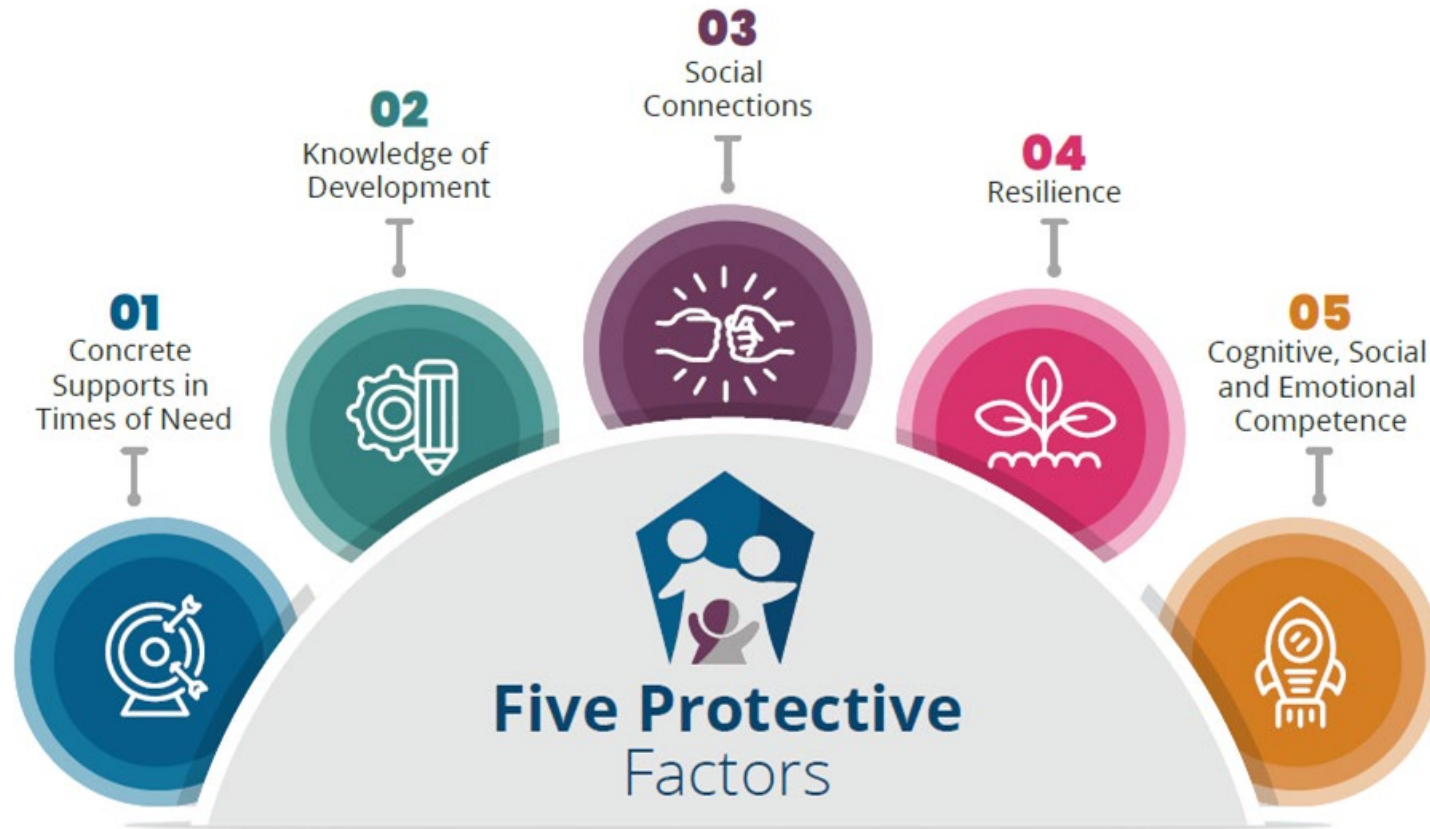 01
Concrete
Supports in
Times of Need
02
Knowledge of
Development
03
Social
Connections
04
Resilience
05
Cognitive, Social
and Emotional
Competence
Five Protective
Factors